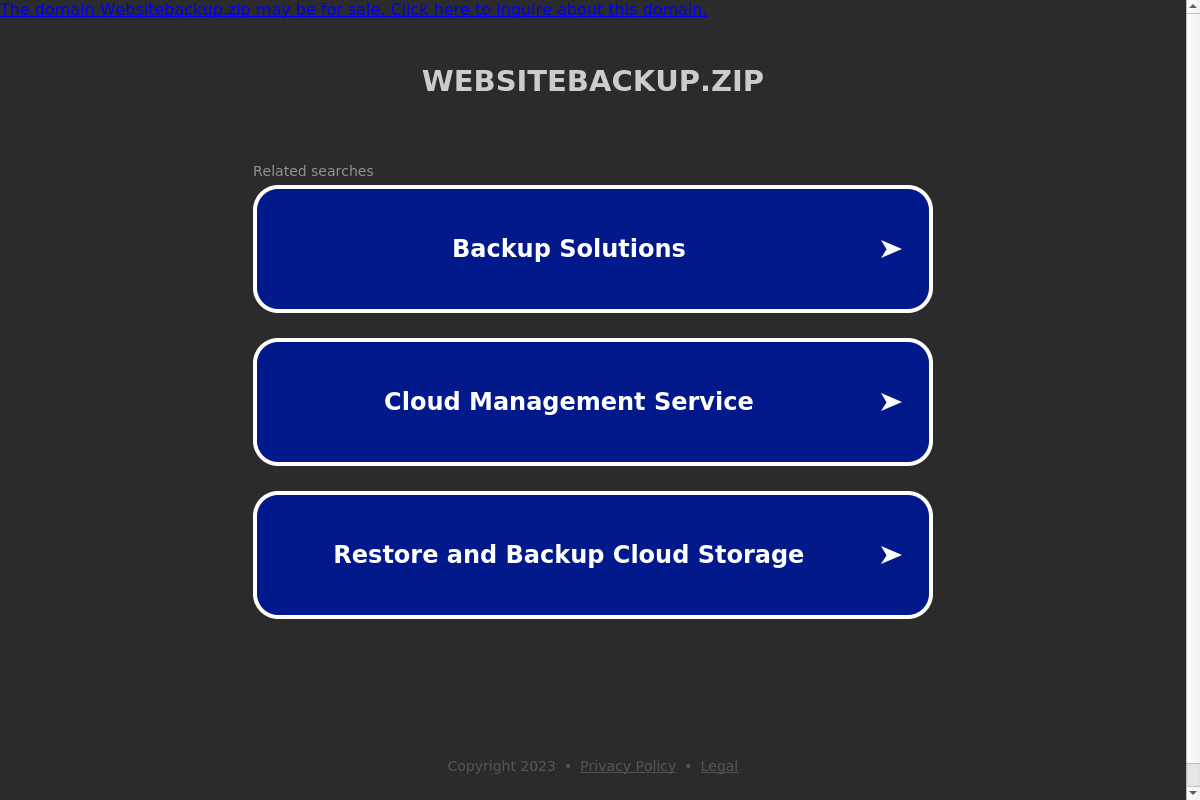 The domain Websitebackup.zip may be for sale. Click here to inquire about this domain.
WEBSITEBACKUP.ZIP
Related searches
Backup Solutions
Cloud Management Service
Restore and Backup Cloud Storage
Copyright 2023 • Privacy Policy • Legal